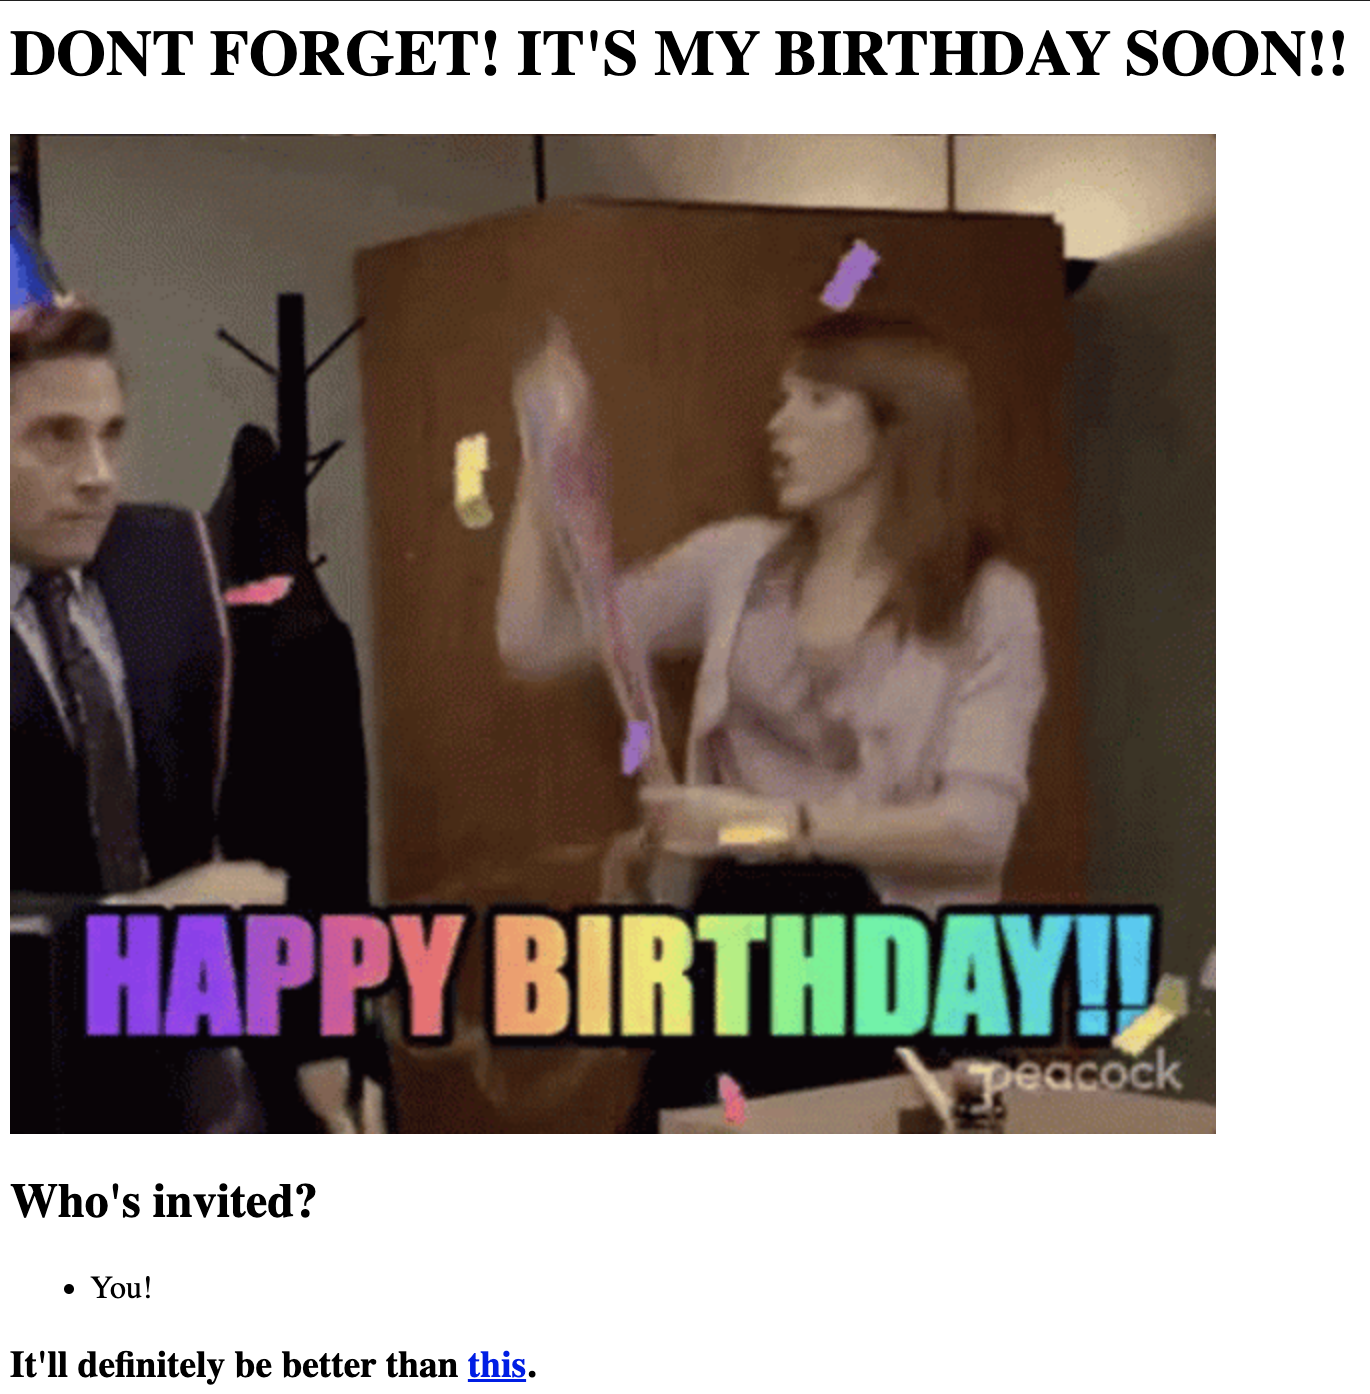 DONT FORGET! IT'S MY BIRTHDAY SOON!!
HAPPY BIRTHDAY!!
peacock
Who's invited?
• You!
It'll definitely be better than this.